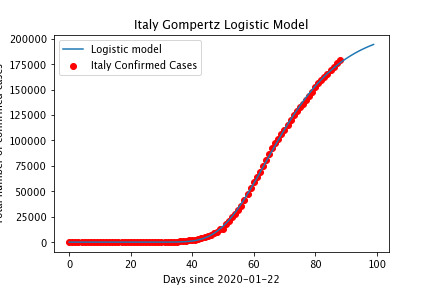 Italy Gompertz Logistic Model
Logistic model
Italy Confirmed Cases
200000
175000
150000
125000
100000
75000
50000
25000
0
0 20 40 60 80 100
Days since 2020-01-22